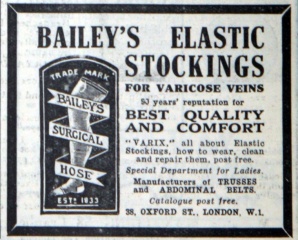 BAILEY'S ELASTIC
STOCKINGS
FOR VARICOSE VEINS
90 years' reputation for
BEST QUALITY
AND COMFORT
"VARIX," all about Elastic
Stockings, how to wear, clean
and repair them, post free.
Special Department for Ladies.
Manufacturers of TRUSSES
and ABDOMINAL BELTS.
Catalogue post free.
38, OXFORD ST., LONDON, W.1.
TRADE MARK
BAILEY'S
SURGICAL
HOSE
ESTD 1833